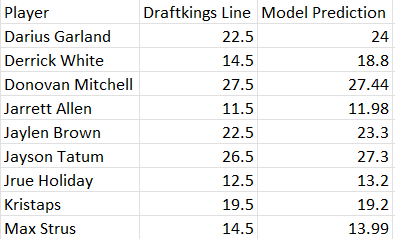 Player Draftkings Line Model Prediction
Darius Garland 22.5 24
Derrick White 14.5 18.8
Donovan Mitchell 27.5 27.44
Jarrett Allen 11.5 11.98
Jaylen Brown 22.5 23.3
Jayson Tatum 26.5 27.3
Jrue Holiday 12.5 13.2
Kristaps 19.5 19.2
Max Strus 14.5 13.99